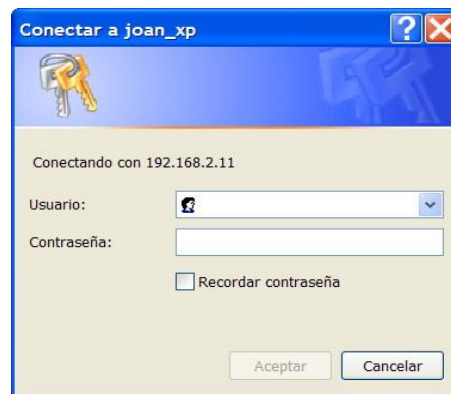 Conectar a joan_xp
Conectando con 192.168.2.11
Usuario:
Contraseña:
Recordar contraseña
Aceptar Cancelar